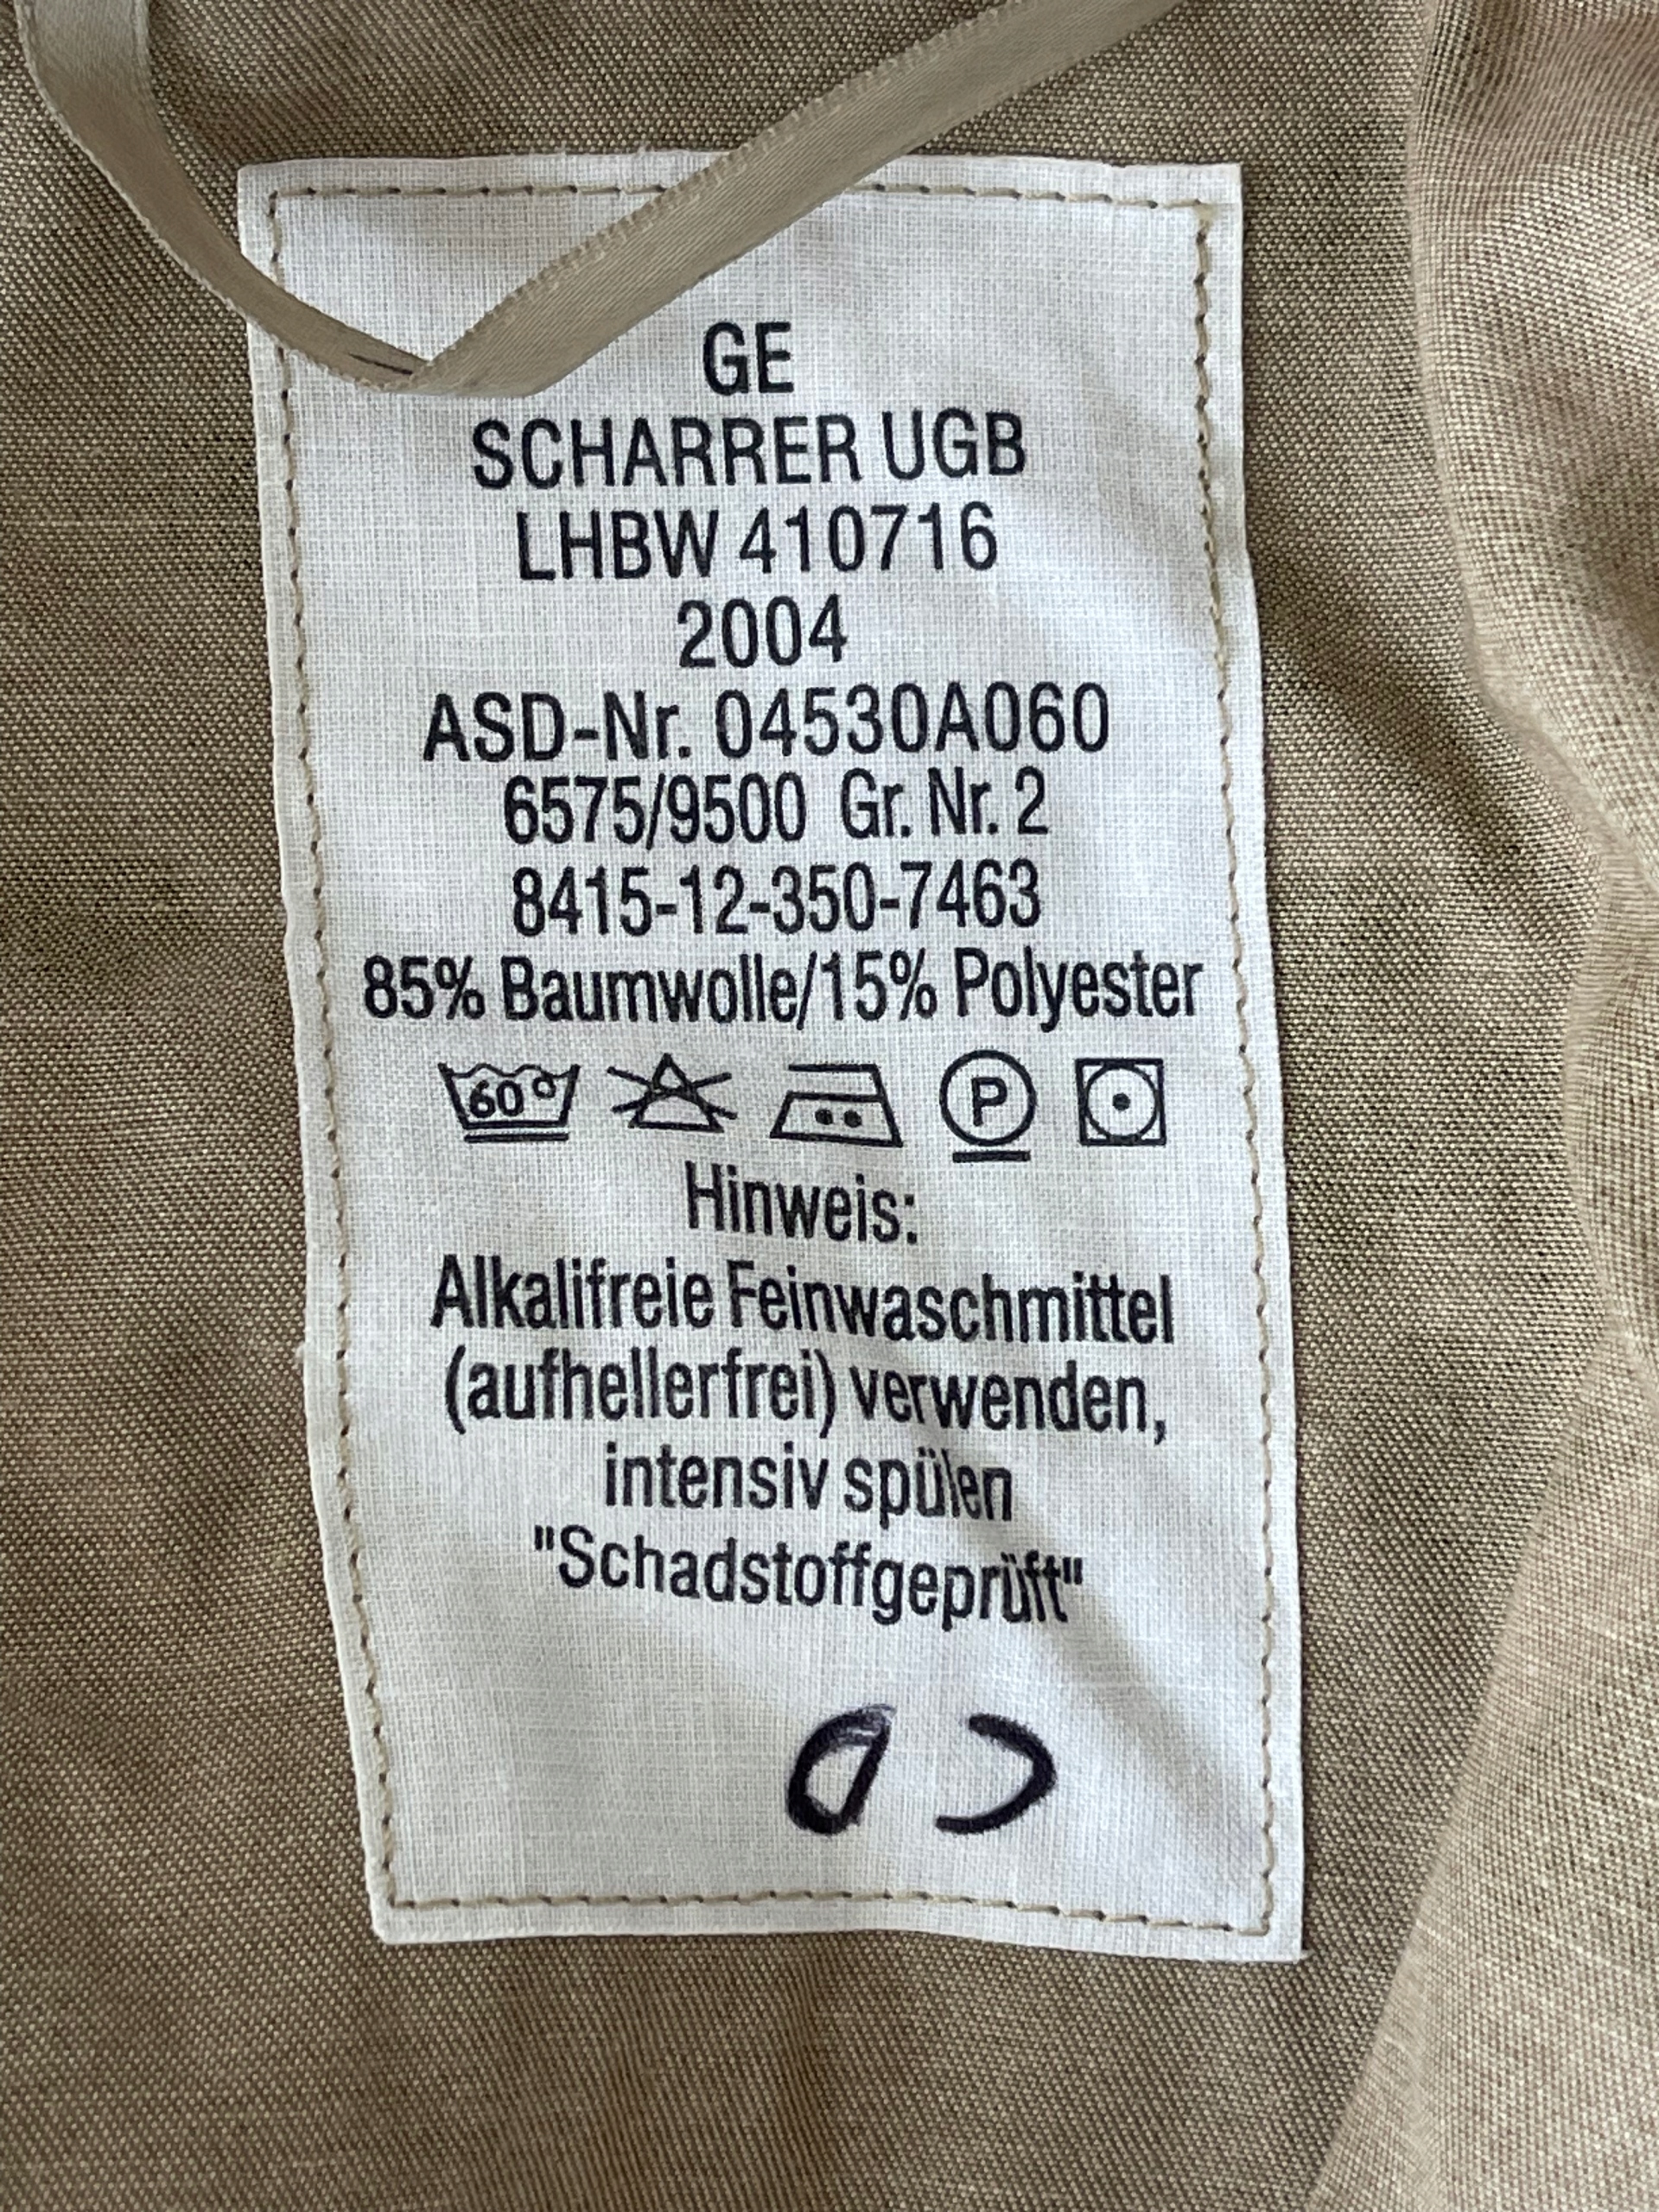 GE
SCHARRER UGB
LHBW 410716
2004
ASD-Nr. 04530A060
6575/9500 Gr. Nr. 2
8415-12-350-7463
85% Baumwolle/15% Polyester
60° P
Hinweis:
Alkalifreie Feinwaschmittel
(aufhellerfrei) verwenden,
intensiv spülen
"Schadstoffgeprüft"